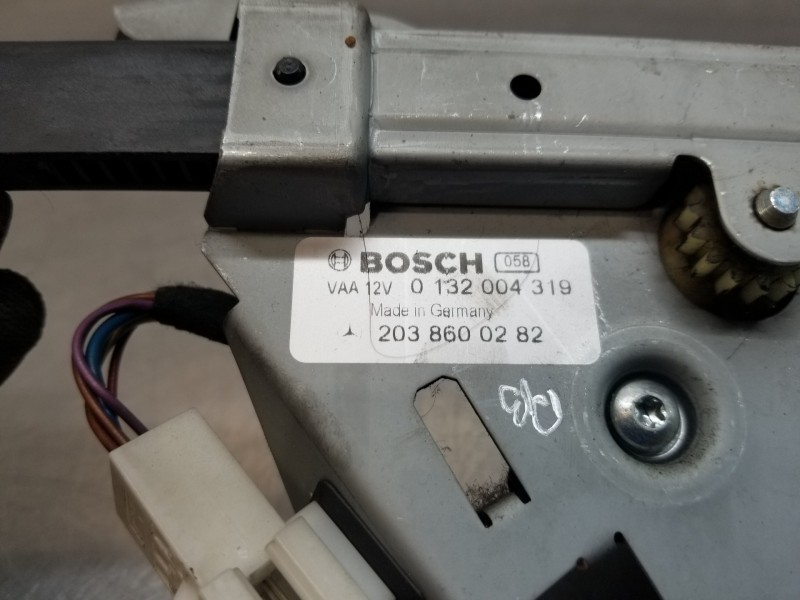 BOSCH 058
VAA 12V 0 132 004 319
Made in Germany
203 860 02 82